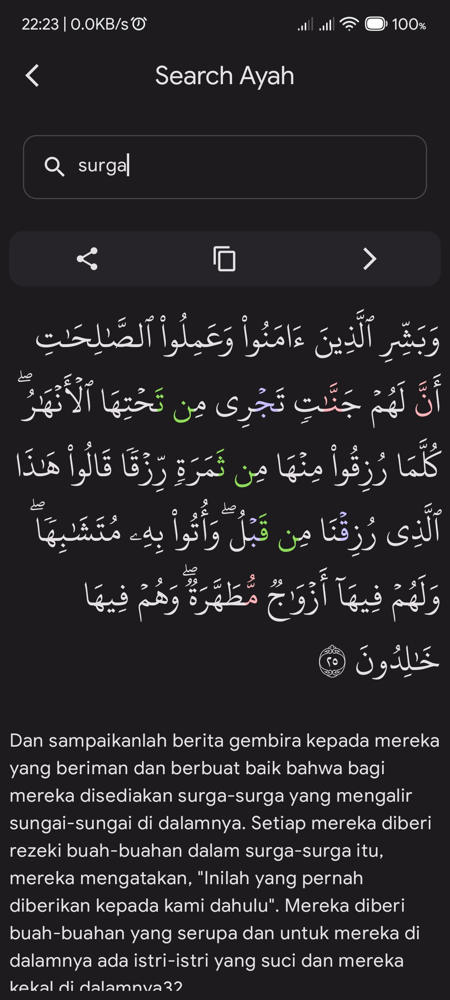 22:23 | 0.0KB/s 100%
Search Ayah
surga
وَبَشِّرِ ٱلَّذِينَ ءَامَنُوا۟ وَعَمِلُوا۟ ٱلصَّـٰلِحَـٰتِ
أَنَّ لَهُمْ جَنَّـٰتٍ تَجْرِى مِن تَحْتِهَا ٱلْأَنْهَـٰرُ ۖ
كُلَّمَا رُزِقُوا۟ مِنْهَا مِن ثَمَرَةٍ رِّزْقًا قَالُوا۟ هَـٰذَا
ٱلَّذِى رُزِقْنَا مِن قَبْلُ ۖ وَأُتُوا۟ بِهِۦ مُتَشَـٰبِهًا ۖ
وَلَهُمْ فِيهَآ أَزْوَٰجٌ مُّطَهَّرَةٌ ۖ وَهُمْ فِيهَا
خَـٰلِدُونَ ٢٥
Dan sampaikanlah berita gembira kepada mereka
yang beriman dan berbuat baik bahwa bagi
mereka disediakan surga-surga yang mengalir
sungai-sungai di dalamnya. Setiap mereka diberi
rezeki buah-buahan dalam surga-surga itu,
mereka mengatakan, "Inilah yang pernah
diberikan kepada kami dahulu". Mereka diberi
buah-buahan yang serupa dan untuk mereka di
dalamnya ada istri-istri yang suci dan mereka
kekal di dalamnya32